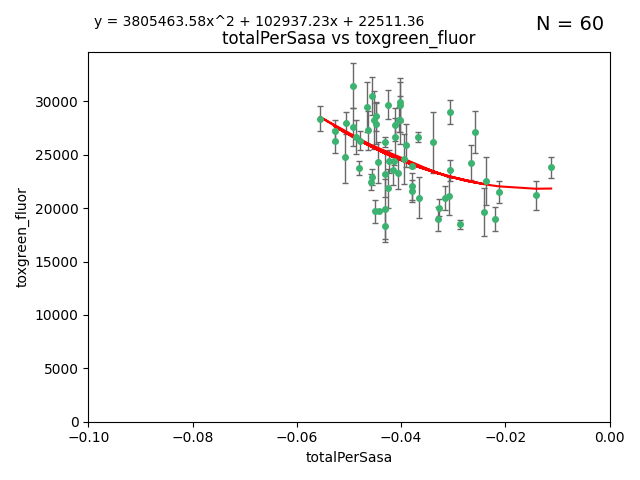 y = 3805463.58x^2 + 102937.23x + 22511.36
N = 60
totalPerSasa vs toxgreen_fluor
30000
25000
20000
15000
10000
5000
0
toxgreen_fluor
−0.10 −0.08 −0.06 −0.04 −0.02 0.00
totalPerSasa